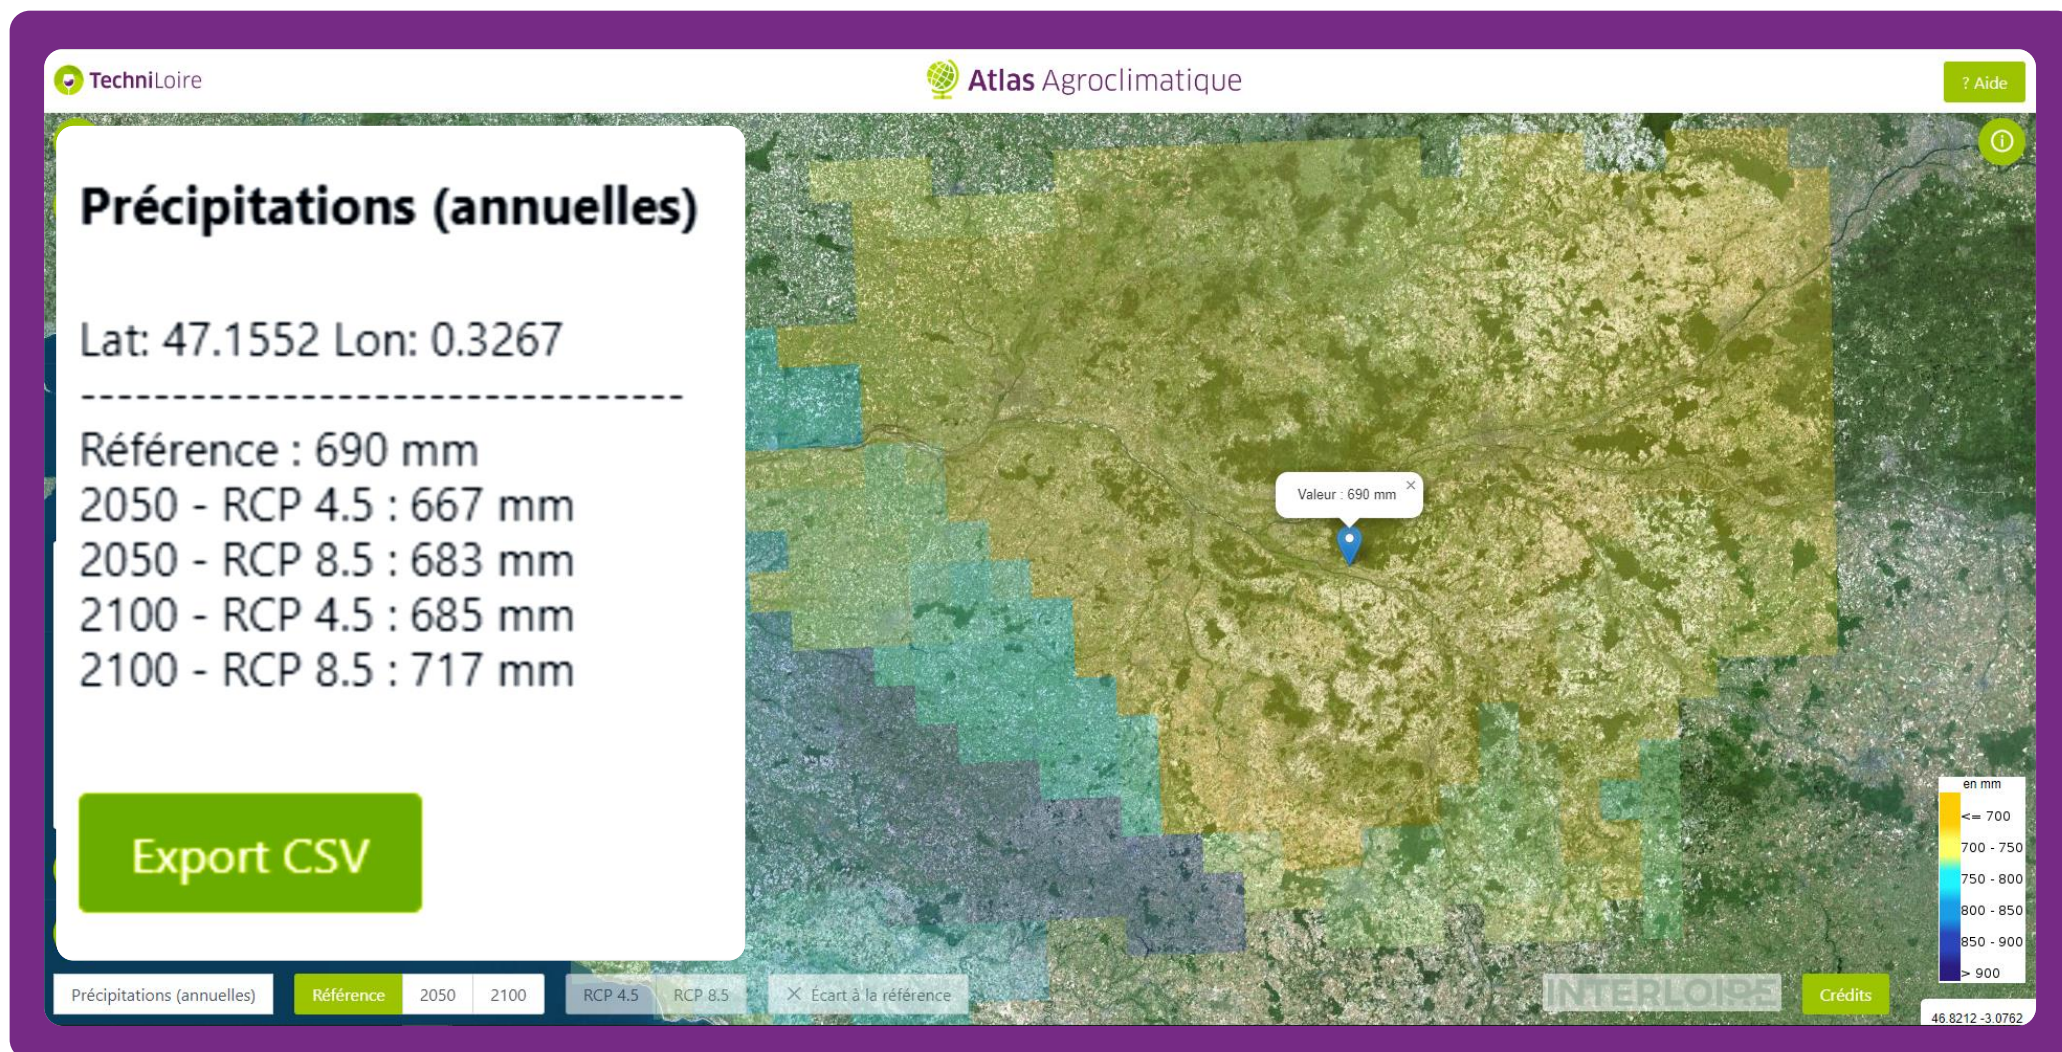 TechniLoire
Atlas Agroclimatique
? Aide
Précipitations (annuelles)
Lat: 47.1552 Lon: 0.3267
---------------------------------
Référence : 690 mm
2050 - RCP 4.5 : 667 mm
2050 - RCP 8.5 : 683 mm
2100 - RCP 4.5 : 685 mm
2100 - RCP 8.5 : 717 mm
Export CSV
Valeur : 690 mm ×
en mm
<= 700
700 - 750
750 - 800
800 - 850
850 - 900
> 900
Précipitations (annuelles) Référence 2050 2100 RCP 4.5 RCP 8.5 × Écart à la référence INTERLOIRE Crédits
46.8212 -3.0762